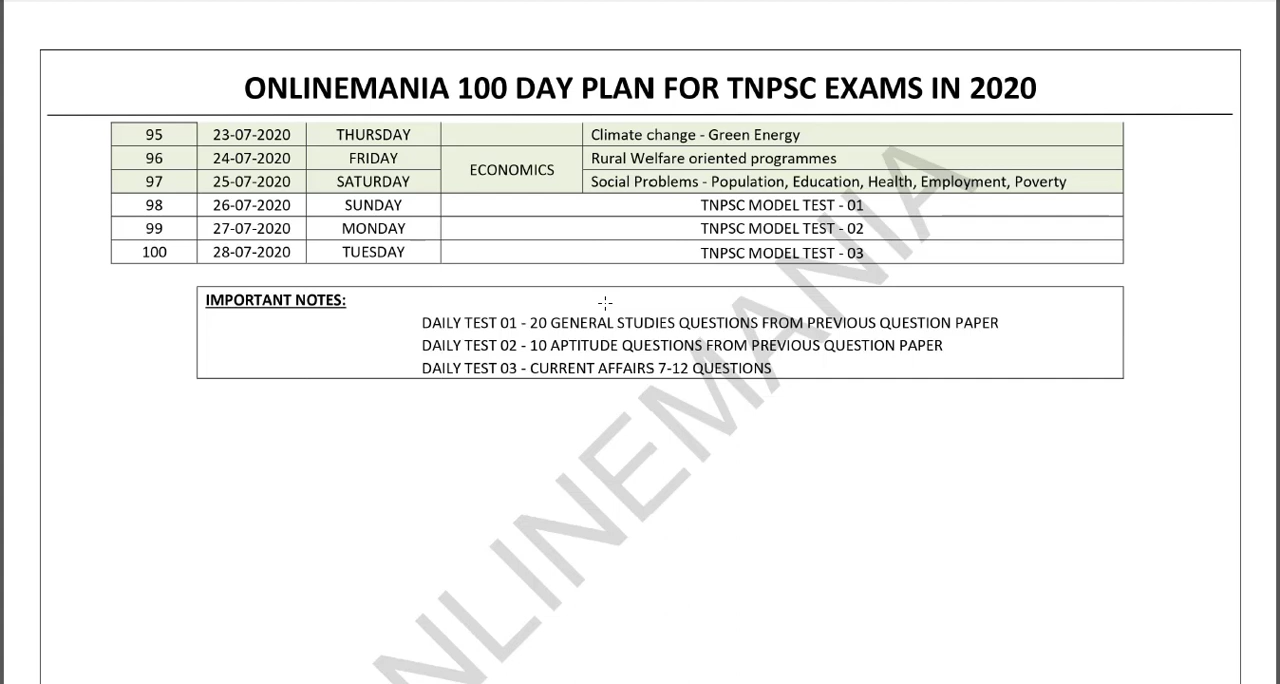 ONLINEMANIA 100 DAY PLAN FOR TNPSC EXAMS IN 2020
95 23-07-2020 THURSDAY Climate change - Green Energy
96 24-07-2020 FRIDAY ECONOMICS Rural Welfare oriented programmes
97 25-07-2020 SATURDAY Social Problems - Population, Education, Health, Employment, Poverty
98 26-07-2020 SUNDAY TNPSC MODEL TEST - 01
99 27-07-2020 MONDAY TNPSC MODEL TEST - 02
100 28-07-2020 TUESDAY TNPSC MODEL TEST - 03
IMPORTANT NOTES:
DAILY TEST 01 - 20 GENERAL STUDIES QUESTIONS FROM PREVIOUS QUESTION PAPER
DAILY TEST 02 - 10 APTITUDE QUESTIONS FROM PREVIOUS QUESTION PAPER
DAILY TEST 03 - CURRENT AFFAIRS 7-12 QUESTIONS
NLINEMANIA